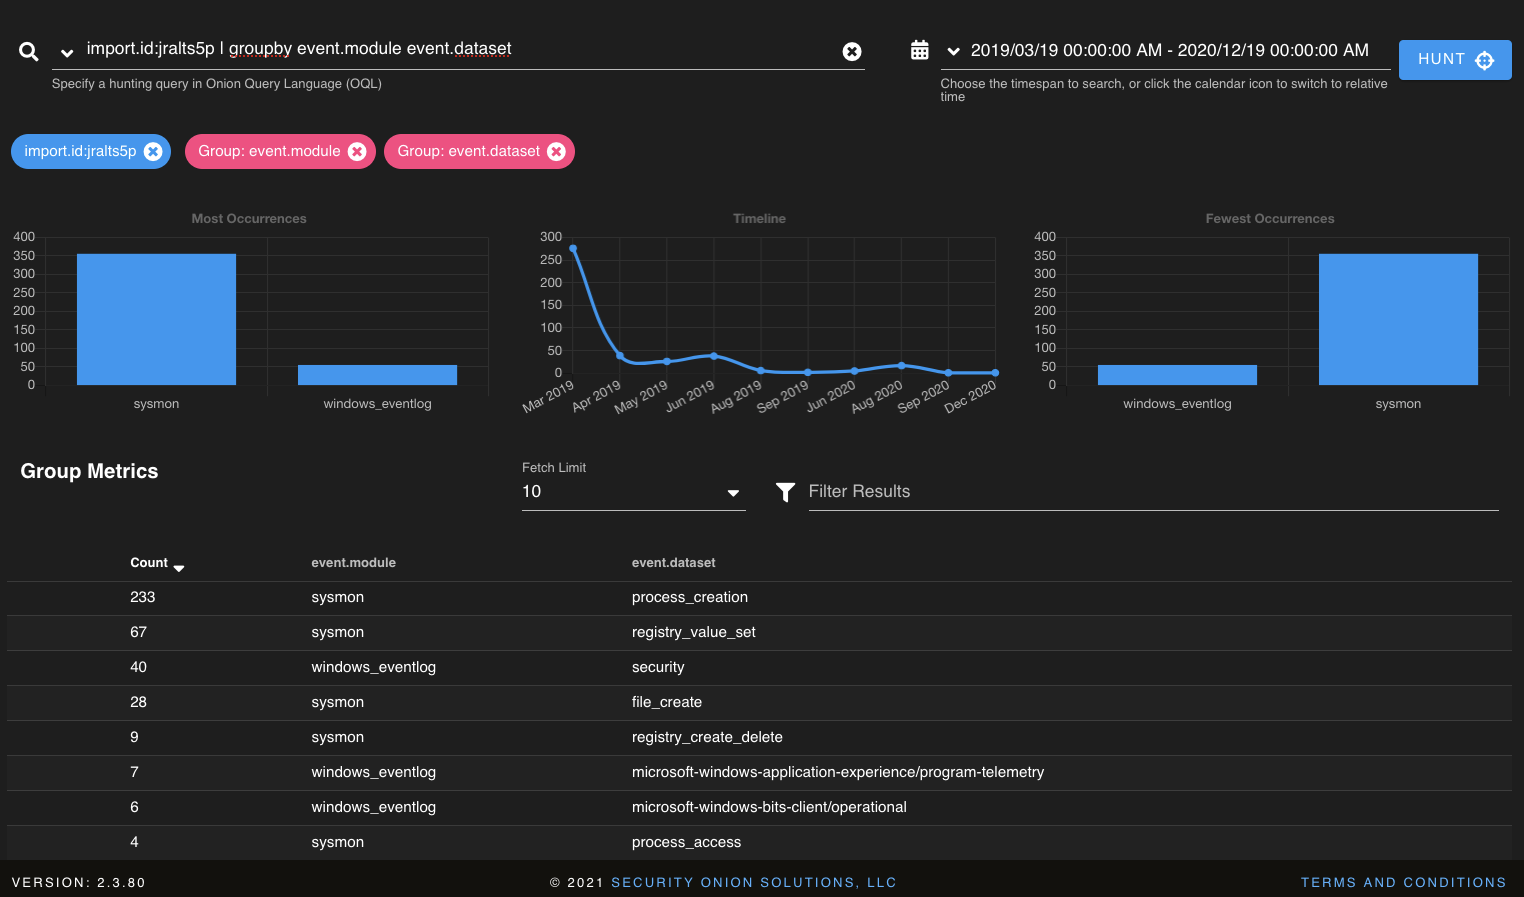 import.id:jralts5p | groupby event.module event.dataset
Specify a hunting query in Onion Query Language (OQL)
2019/03/19 00:00:00 AM - 2020/12/19 00:00:00 AM
Choose the timespan to search, or click the calendar icon to switch to relative
time
HUNT
import.id:jralts5p
Group: event.module
Group: event.dataset
Most Occurrences
400
350
300
250
200
150
100
50
0
sysmon
windows_eventlog
Timeline
300
250
200
150
100
50
0
Mar 2019
Apr 2019
May 2019
Jun 2019
Aug 2019
Sep 2019
Jun 2020
Aug 2020
Sep 2020
Dec 2020
Fewest Occurrences
400
350
300
250
200
150
100
50
0
windows_eventlog
sysmon
Group Metrics
Fetch Limit
10
Filter Results
Count event.module event.dataset
233 sysmon process_creation
67 sysmon registry_value_set
40 windows_eventlog security
28 sysmon file_create
9 sysmon registry_create_delete
7 windows_eventlog microsoft-windows-application-experience/program-telemetry
6 windows_eventlog microsoft-windows-bits-client/operational
4 sysmon process_access
VERSION: 2.3.80
© 2021 SECURITY ONION SOLUTIONS, LLC
TERMS AND CONDITIONS